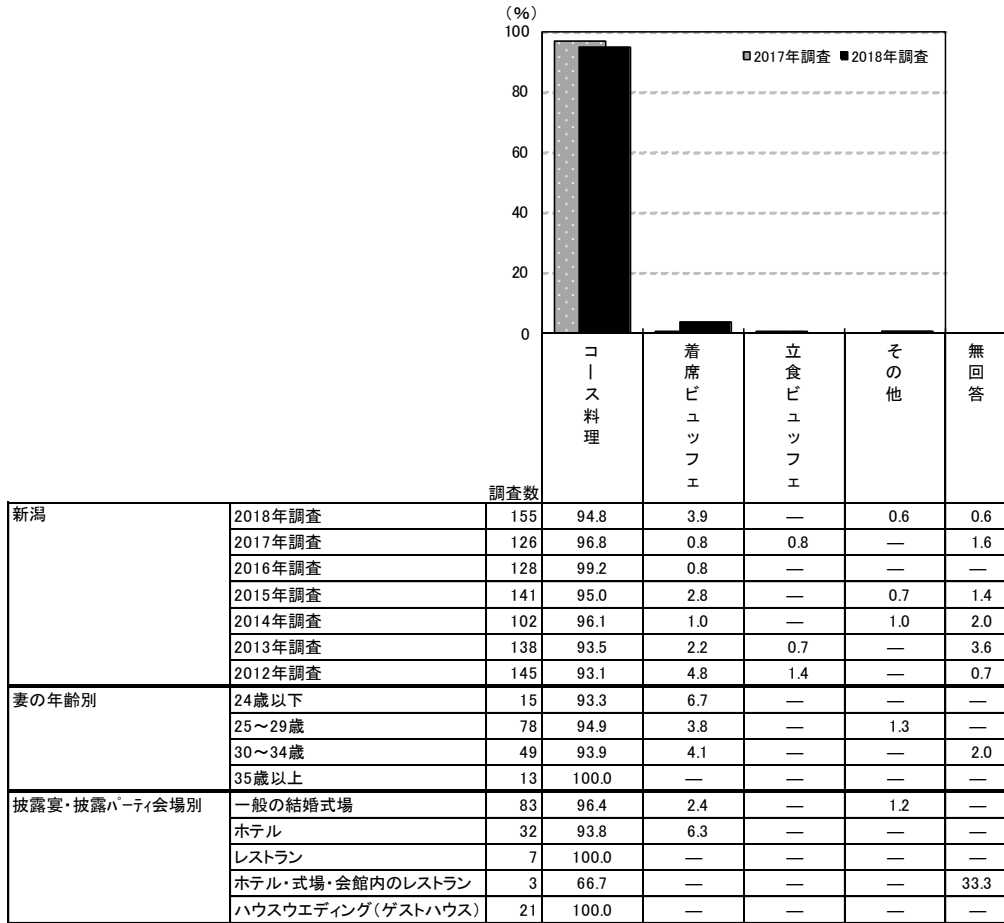 (%)
100
■2017年調査 ■2018年調査
80
60
40
20
0
コース料理
着席ビュッフェ
立食ビュッフェ
その他
無回答
調査数
新潟 2018年調査 155 94.8 3.9 — 0.6 0.6
2017年調査 126 96.8 0.8 0.8 — 1.6
2016年調査 128 99.2 0.8 — — —
2015年調査 141 95.0 2.8 — 0.7 1.4
2014年調査 102 96.1 1.0 — 1.0 2.0
2013年調査 138 93.5 2.2 0.7 — 3.6
2012年調査 145 93.1 4.8 1.4 — 0.7
妻の年齢別 24歳以下 15 93.3 6.7 — — —
25～29歳 78 94.9 3.8 — 1.3 —
30～34歳 49 93.9 4.1 — — 2.0
35歳以上 13 100.0 — — — —
披露宴・披露パーティ会場別 一般の結婚式場 83 96.4 2.4 — 1.2 —
ホテル 32 93.8 6.3 — — —
レストラン 7 100.0 — — — —
ホテル・式場・会館内のレストラン 3 66.7 — — — 33.3
ハウスウエディング（ゲストハウス） 21 100.0 — — — —